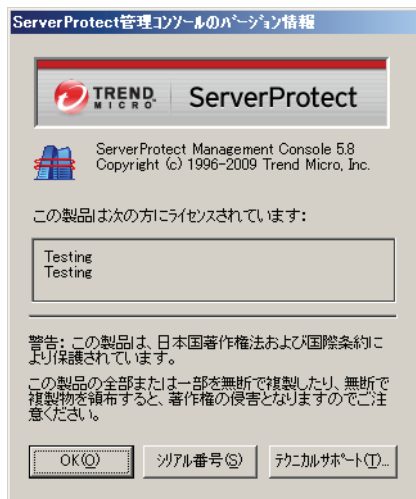 ServerProtect管理ｺﾝｿｰﾙのﾊﾞｰｼﾞｮﾝ情報
TREND MICRO ServerProtect
ServerProtect Management Console 5.8
Copyright (c) 1996-2009 Trend Micro, Inc.
この製品は次の方にﾗｲｾﾝｽされています:
Testing
Testing
警告: この製品は、日本国著作権法および国際条約に
より保護されています。
この製品の全部または一部を無断で複製したり、無断で
複製物を頒布すると、著作権の侵害となりますのでご注
意ください。
OK(O) ｼﾘｱﾙ番号(S) ﾃｸﾆｶﾙｻﾎﾟｰﾄ(T)...